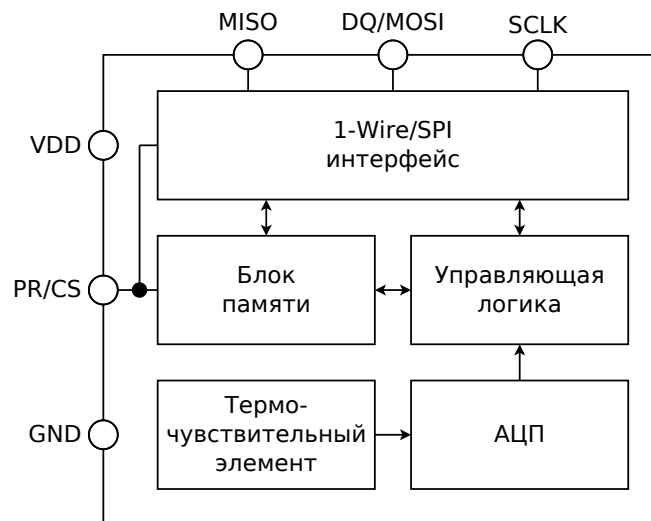 MISO
DQ/MOSI
SCLK
1-Wire/SPI
интерфейс
VDD
PR/CS
Блок
памяти
Управляющая
логика
GND
Термо-
чувствительный
элемент
АЦП